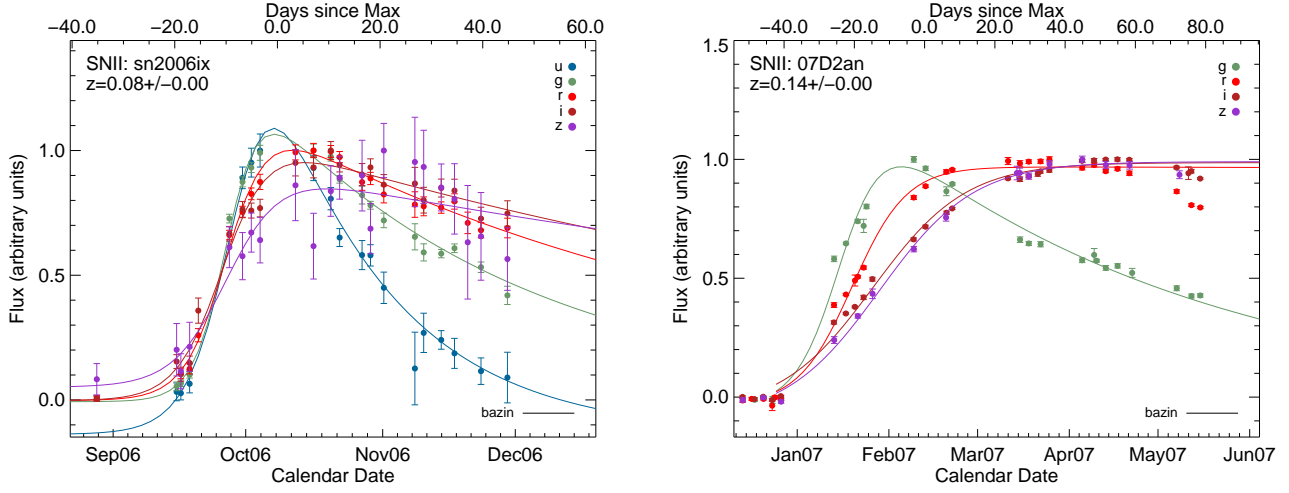 Days since Max
−40.0 −20.0 0.0 20.0 40.0 60.0
SNII: sn2006ix
z=0.08+/−0.00
u
g
r
i
z
1.0
0.5
0.0
Flux (arbitrary units)
bazin
Sep06 Oct06 Nov06 Dec06
Calendar Date
Days since Max
−40.0 −20.0 0.0 20.0 40.0 60.0 80.0
1.5
SNII: 07D2an
z=0.14+/−0.00
g
r
i
z
1.0
0.5
0.0
Flux (arbitrary units)
bazin
Jan07 Feb07 Mar07 Apr07 May07 Jun07
Calendar Date